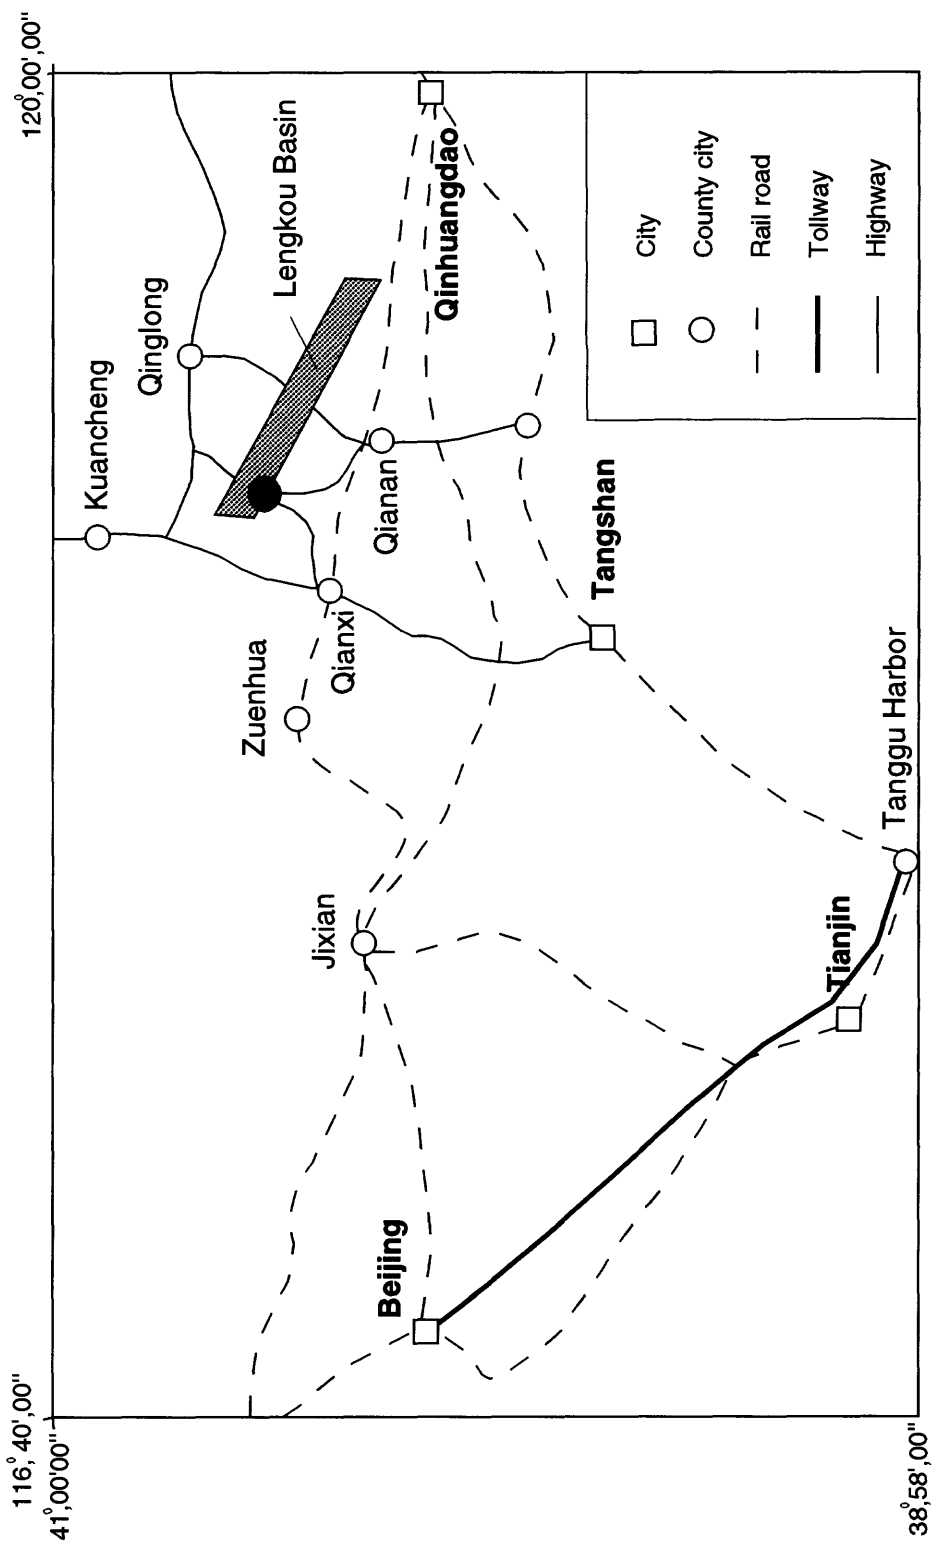 116,° 40',00"
41,°00'00"
120,°00',00"
38,°58',00"
Kuancheng
Qinglong
Lengkou Basin
Zuenhua
Qianxi
Qianan
Qinhuangdao
Jixian
Beijing
Tangshan
Tianjin
Tanggu Harbor
City
County city
Rail road
Tollway
Highway